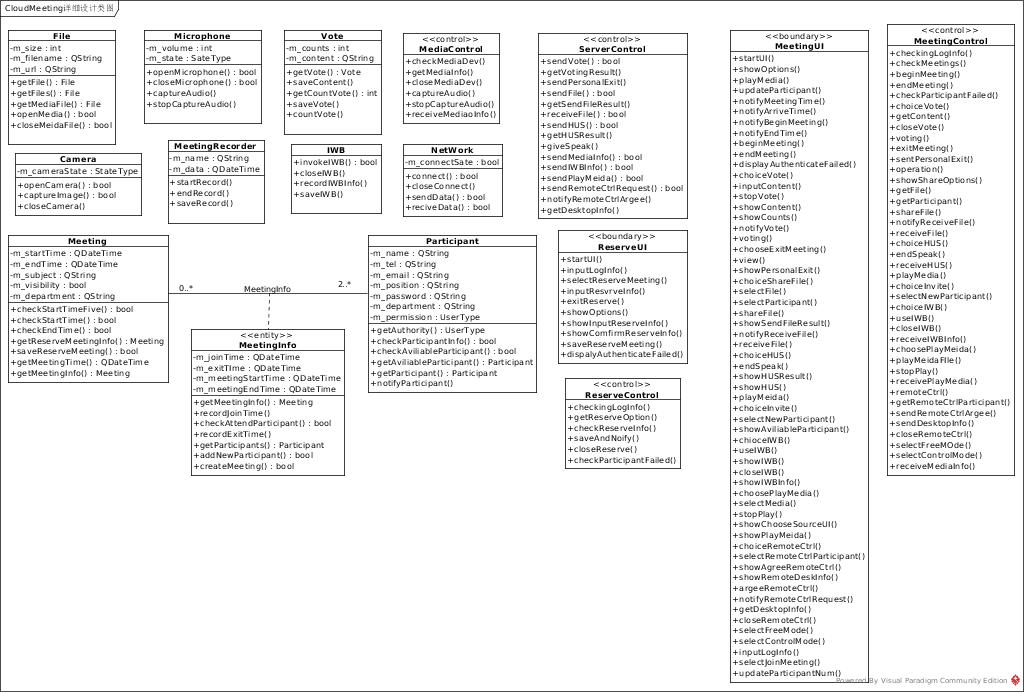 CloudMeeting详细设计类图
File
-m_size : int
-m_filename : QString
-m_url : QString
+getFile() : File
+getFiles() : File
+getMediaFile() : File
+openMedia() : bool
+closeMeidaFile() : bool
Microphone
-m_volume : int
-m_state : SateType
+openMicrophone() : bool
+closeMicrophone() : bool
+captureAudio()
+stopCaptureAudio()
Vote
-m_counts : int
-m_content : QString
+getVote() : Vote
+saveContent()
+getCountVote() : int
+saveVote()
+countVote()
<<control>>
MediaControl
+checkMediaDev()
+getMediaInfo()
+closeMediaDev()
+captureAudio()
+stopCaptureAudio()
+receiveMediaoInfo()
<<control>>
ServerControl
+sendVote() : bool
+getVotingResult()
+sendPersonalExit()
+sendFile() : bool
+getSendFileResult()
+receiveFile() : bool
+sendHUS() : bool
+getHUSResult()
+giveSpeak()
+sendMediaInfo() : bool
+sendIWBInfo() : bool
+sendPlayMeida() : bool
+sendRemoteCtrlRequest() : bool
+notifyRemoteCtrlArgee()
+getDesktopInfo()
<<boundary>>
MeetingUI
+startUI()
+showOptions()
+playMedia()
+updateParticipant()
+notifyMeetingTime()
+notifyArriveTime()
+notifyBeginMeeting()
+notifyEndTime()
+beginMeeting()
+endMeeting()
+displayAuthenticateFailed()
+choiceVote()
+inputContent()
+stopVote()
+showContent()
+showCounts()
+notifyVote()
+voting()
+chooseExitMeeting()
+view()
+showPersonalExit()
+choiceShareFile()
+selectFile()
+selectParticipant()
+shareFile()
+showSendFileResult()
+notifyReceiveFile()
+receiveFile()
+choiceHUS()
+endSpeak()
+showHUSResult()
+showHUS()
+playMeida()
+choiceInvite()
+selectNewParticipant()
+showAviliableParticipant()
+chioceIWB()
+useIWB()
+showIWB()
+closeIWB()
+showIWBInfo()
+choosePlayMedia()
+selectMedia()
+stopPlay()
+showChooseSourceUI()
+showPlayMeida()
+choiceRemoteCtrl()
+selectRemoteCtrlParticipant()
+showAgreeRemoteCtrl()
+showRemoteDeskInfo()
+argeeRemoteCtrl()
+notifyRemoteCtrlRequest()
+getDesktopInfo()
+closeRemoteCtrl()
+selectFreeMode()
+selectControlMode()
+inputLogInfo()
+selectJoinMeeting()
+updateParticipantNum()
<<control>>
MeetingControl
+checkingLogInfo()
+checkMeetings()
+beginMeeting()
+endMeeting()
+checkParticipantFailed()
+choiceVote()
+getContent()
+closeVote()
+voting()
+exitMeeting()
+sentPersonalExit()
+operation()
+showShareOptions()
+getFile()
+getParticipant()
+shareFile()
+notifyReceiveFile()
+receiveFile()
+choiceHUS()
+endSpeak()
+receiveHUS()
+playMedia()
+choiceInvite()
+selectNewParticipant()
+choiceIWB()
+useIWB()
+closeIWB()
+receiveIWBInfo()
+choosePlayMeida()
+playMeidaFIle()
+stopPlay()
+receivePlayMedia()
+remoteCtrl()
+getRemoteCtrlParticipant()
+sendRemoteCtrlArgee()
+sendDesktopInfo()
+closeRemoteCtrl()
+selectFreeMOde()
+selectControlMode()
+receiveMediaInfo()
Camera
-m_cameraState : StateType
+openCamera() : bool
+captureImage() : bool
+closeCamera()
MeetingRecorder
-m_name : QString
-m_data : QDateTime
+startRecord()
+endRecord()
+saveRecord()
IWB
+invokeIWB() : bool
+closeIWB()
+recordIWBInfo()
+saveIWB()
NetWork
-m_connectSate : bool
+connect() : bool
+closeConnect()
+sendData() : bool
+reciveData() : bool
Meeting
-m_startTime : QDateTime
-m_endTime : QDateTime
-m_subject : QString
-m_visibility : bool
-m_department : QString
+checkStartTimeFive() : bool
+checkStartTime() : bool
+checkEndTime() : bool
+getReserveMeetingInfo() : Meeting
+saveReserveMeeting() : bool
+getMeetingTime() : QDateTime
+getMeetingInfo() : Meeting
0..*
MeetingInfo
2..*
Participant
-m_name : QString
-m_tel : QString
-m_email : QString
-m_position : QString
-m_password : QString
-m_department : QString
-m_permission : UserType
+getAuthority() : UserType
+checkParticipantInfo() : bool
+checkAviliableParticipant() : bool
+getAviliableParticipant() : Participant
+getParticipant() : Participant
+notifyParticipant()
<<boundary>>
ReserveUI
+startUI()
+inputLogInfo()
+selectReserveMeeting()
+inputResvrveInfo()
+exitReserve()
+showOptions()
+showInputReserveInfo()
+showComfirmReserveInfo()
+saveReserveMeeting()
+dispalyAuthenticateFailed()
<<entity>>
MeetingInfo
-m_joinTime : QDateTime
-m_exitTIme : QDateTime
-m_meetingStartTime : QDateTime
-m_meetingEndTime : QDateTime
+getMeetingInfo() : Meeting
+recordJoinTime()
+checkAttendParticipant() : bool
+recordExitTime()
+getParticipants() : Participant
+addNewParticipant() : bool
+createMeeting() : bool
<<control>>
ReserveControl
+checkingLogInfo()
+getReserveOption()
+checkReserveInfo()
+saveAndNoify()
+closeReserve()
+checkParticipantFailed()
Powered By Visual Paradigm Community Edition